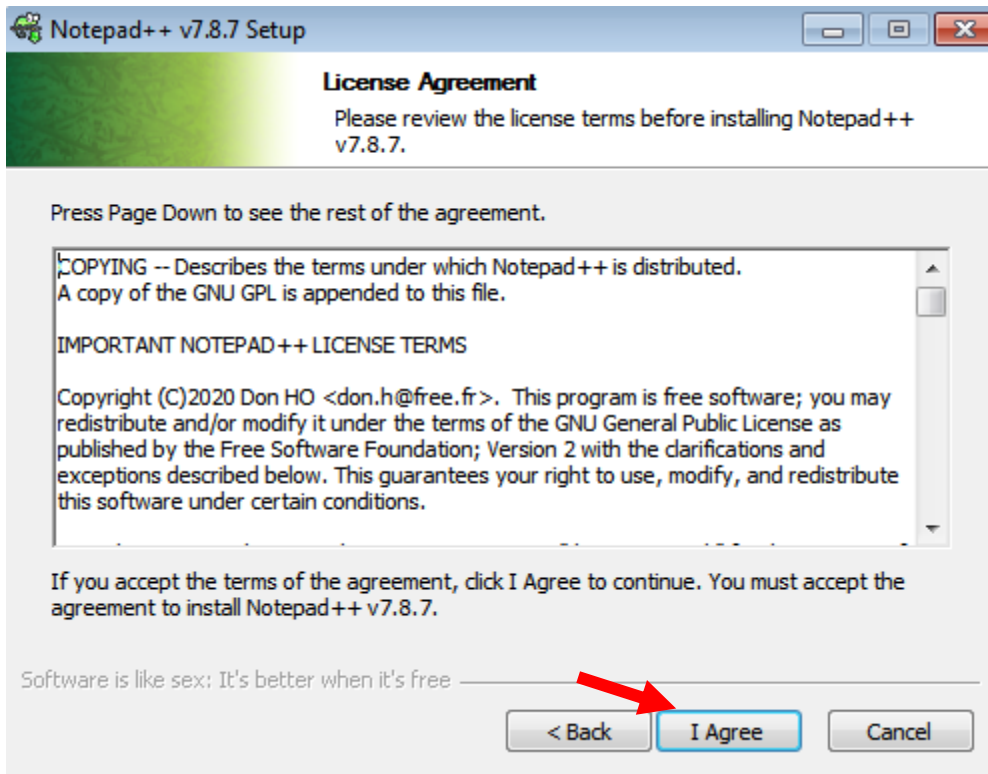 Notepad++ v7.8.7 Setup
License Agreement
Please review the license terms before installing Notepad++
v7.8.7.
Press Page Down to see the rest of the agreement.
COPYING -- Describes the terms under which Notepad++ is distributed.
A copy of the GNU GPL is appended to this file.
IMPORTANT NOTEPAD++ LICENSE TERMS
Copyright (C)2020 Don HO <don.h@free.fr>.  This program is free software; you may
redistribute and/or modify it under the terms of the GNU General Public License as
published by the Free Software Foundation; Version 2 with the clarifications and
exceptions described below. This guarantees your right to use, modify, and redistribute
this software under certain conditions.
If you accept the terms of the agreement, click I Agree to continue. You must accept the
agreement to install Notepad++ v7.8.7.
Software is like sex: It's better when it's free
< Back
I Agree
Cancel